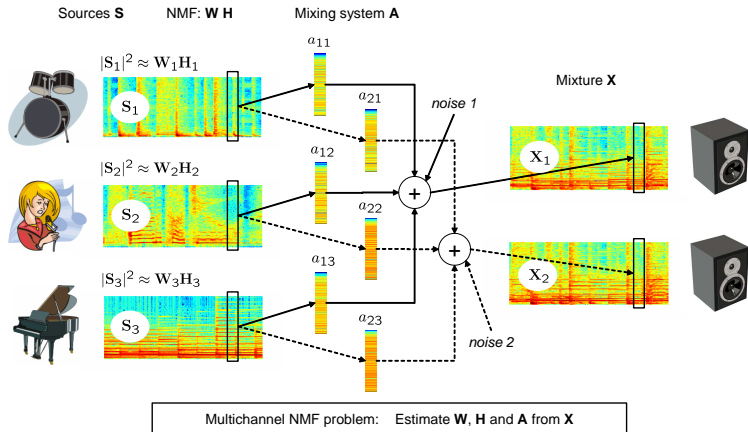 Sources S NMF: W H Mixing system A
|S₁|² ≈ W₁H₁
a₁₁
S₁
a₂₁
noise 1
Mixture X
X₁
|S₂|² ≈ W₂H₂
a₁₂
S₂
a₂₂
+
+
|S₃|² ≈ W₃H₃
a₁₃
X₂
S₃
a₂₃
noise 2
Multichannel NMF problem: Estimate W, H and A from X